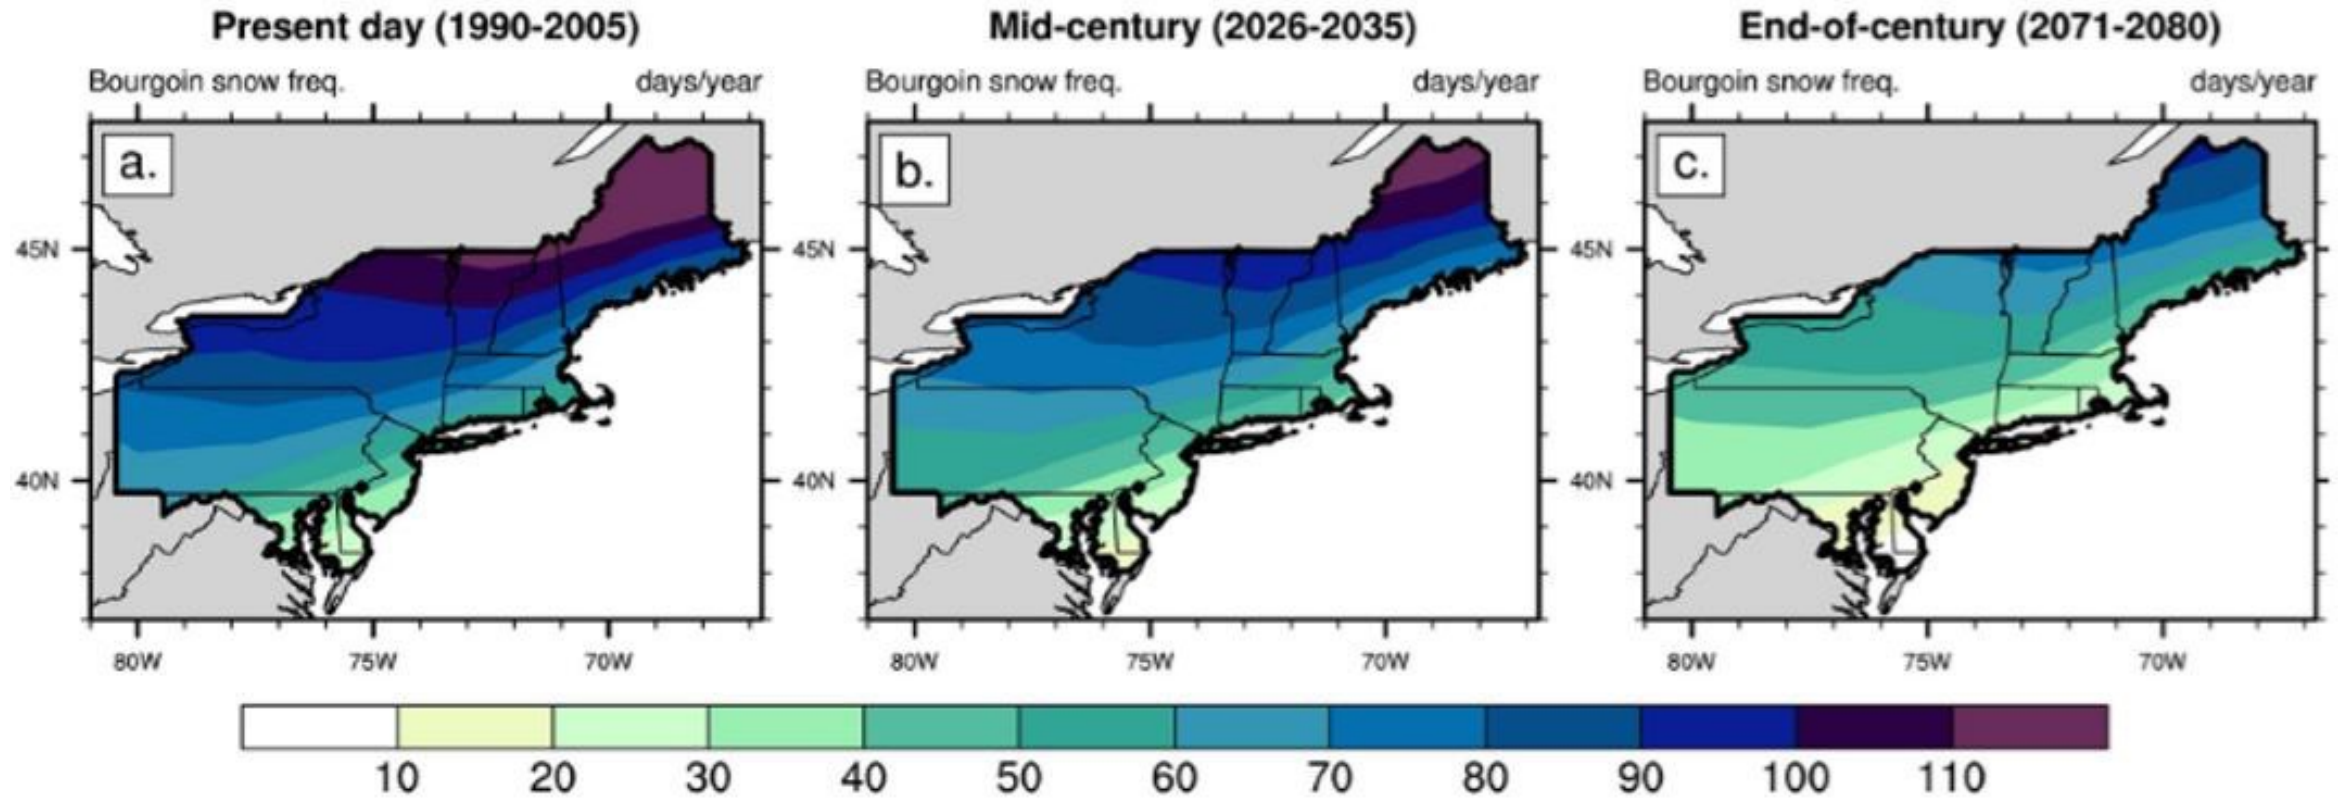 Present day (1990-2005)
Bourgoin snow freq. days/year
a.
45N
40N
80W 75W 70W
Mid-century (2026-2035)
Bourgoin snow freq. days/year
b.
45N
40N
80W 75W 70W
End-of-century (2071-2080)
Bourgoin snow freq. days/year
c.
45N
40N
80W 75W 70W
10 20 30 40 50 60 70 80 90 100 110